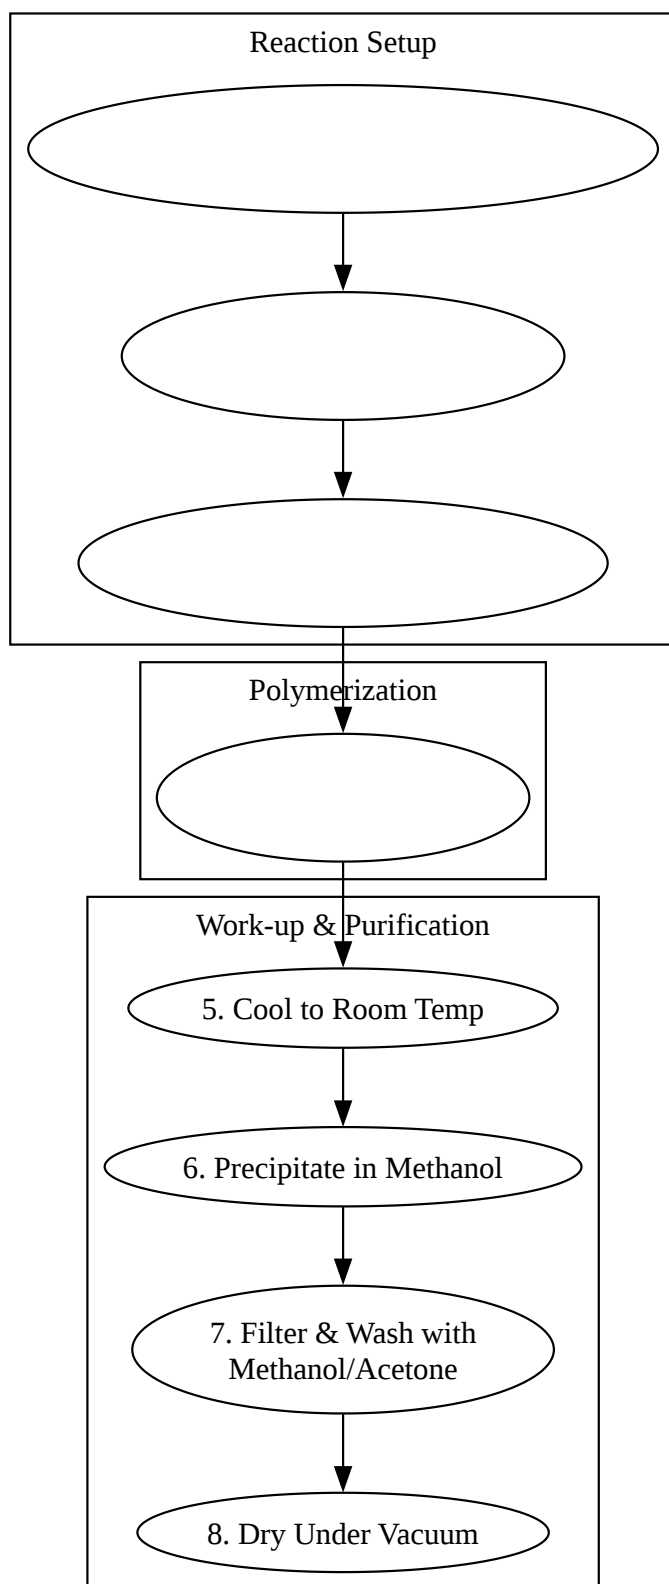 Reaction Setup
Polymerization
Work-up & Purification
5. Cool to Room Temp
6. Precipitate in Methanol
7. Filter & Wash with
Methanol/Acetone
8. Dry Under Vacuum